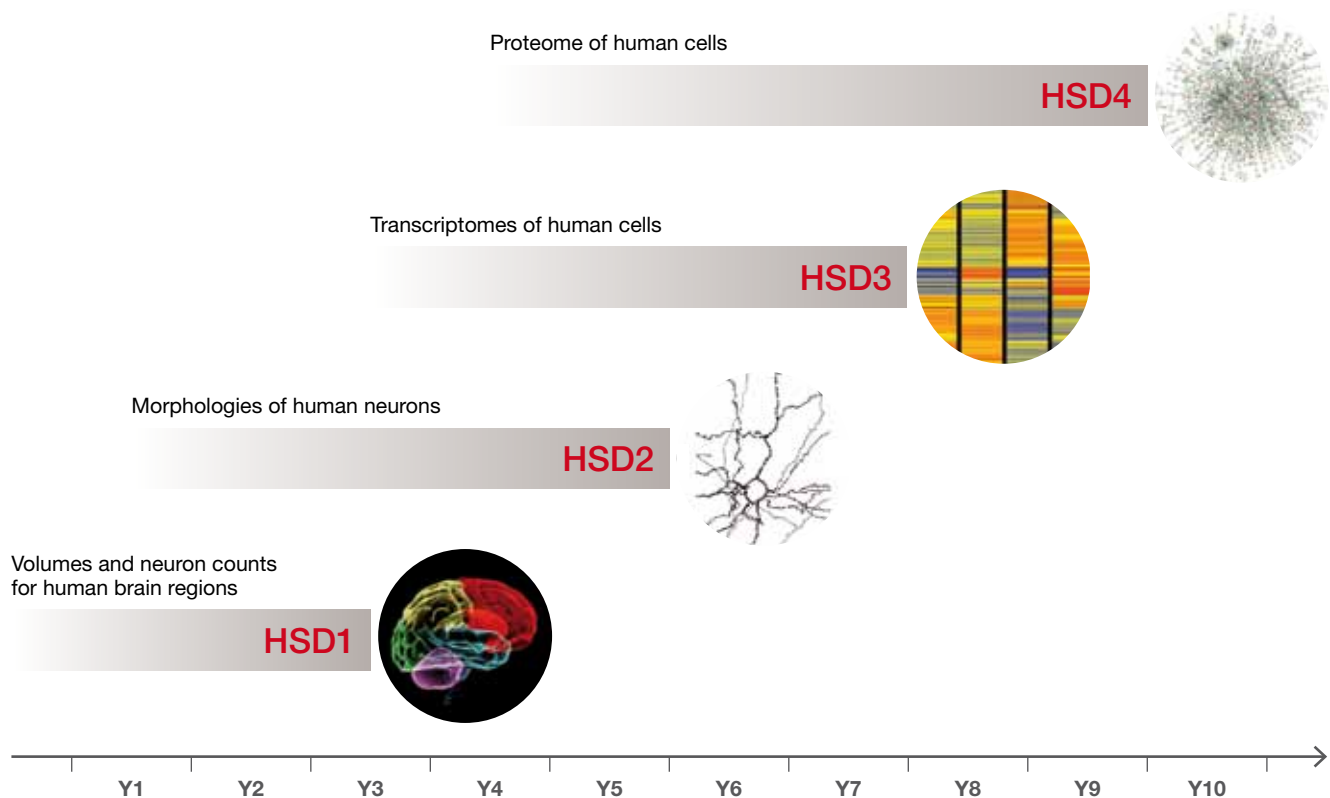 Proteome of human cells
HSD4
Transcriptomes of human cells
HSD3
Morphologies of human neurons
HSD2
Volumes and neuron counts
for human brain regions
HSD1
Y1 Y2 Y3 Y4 Y5 Y6 Y7 Y8 Y9 Y10